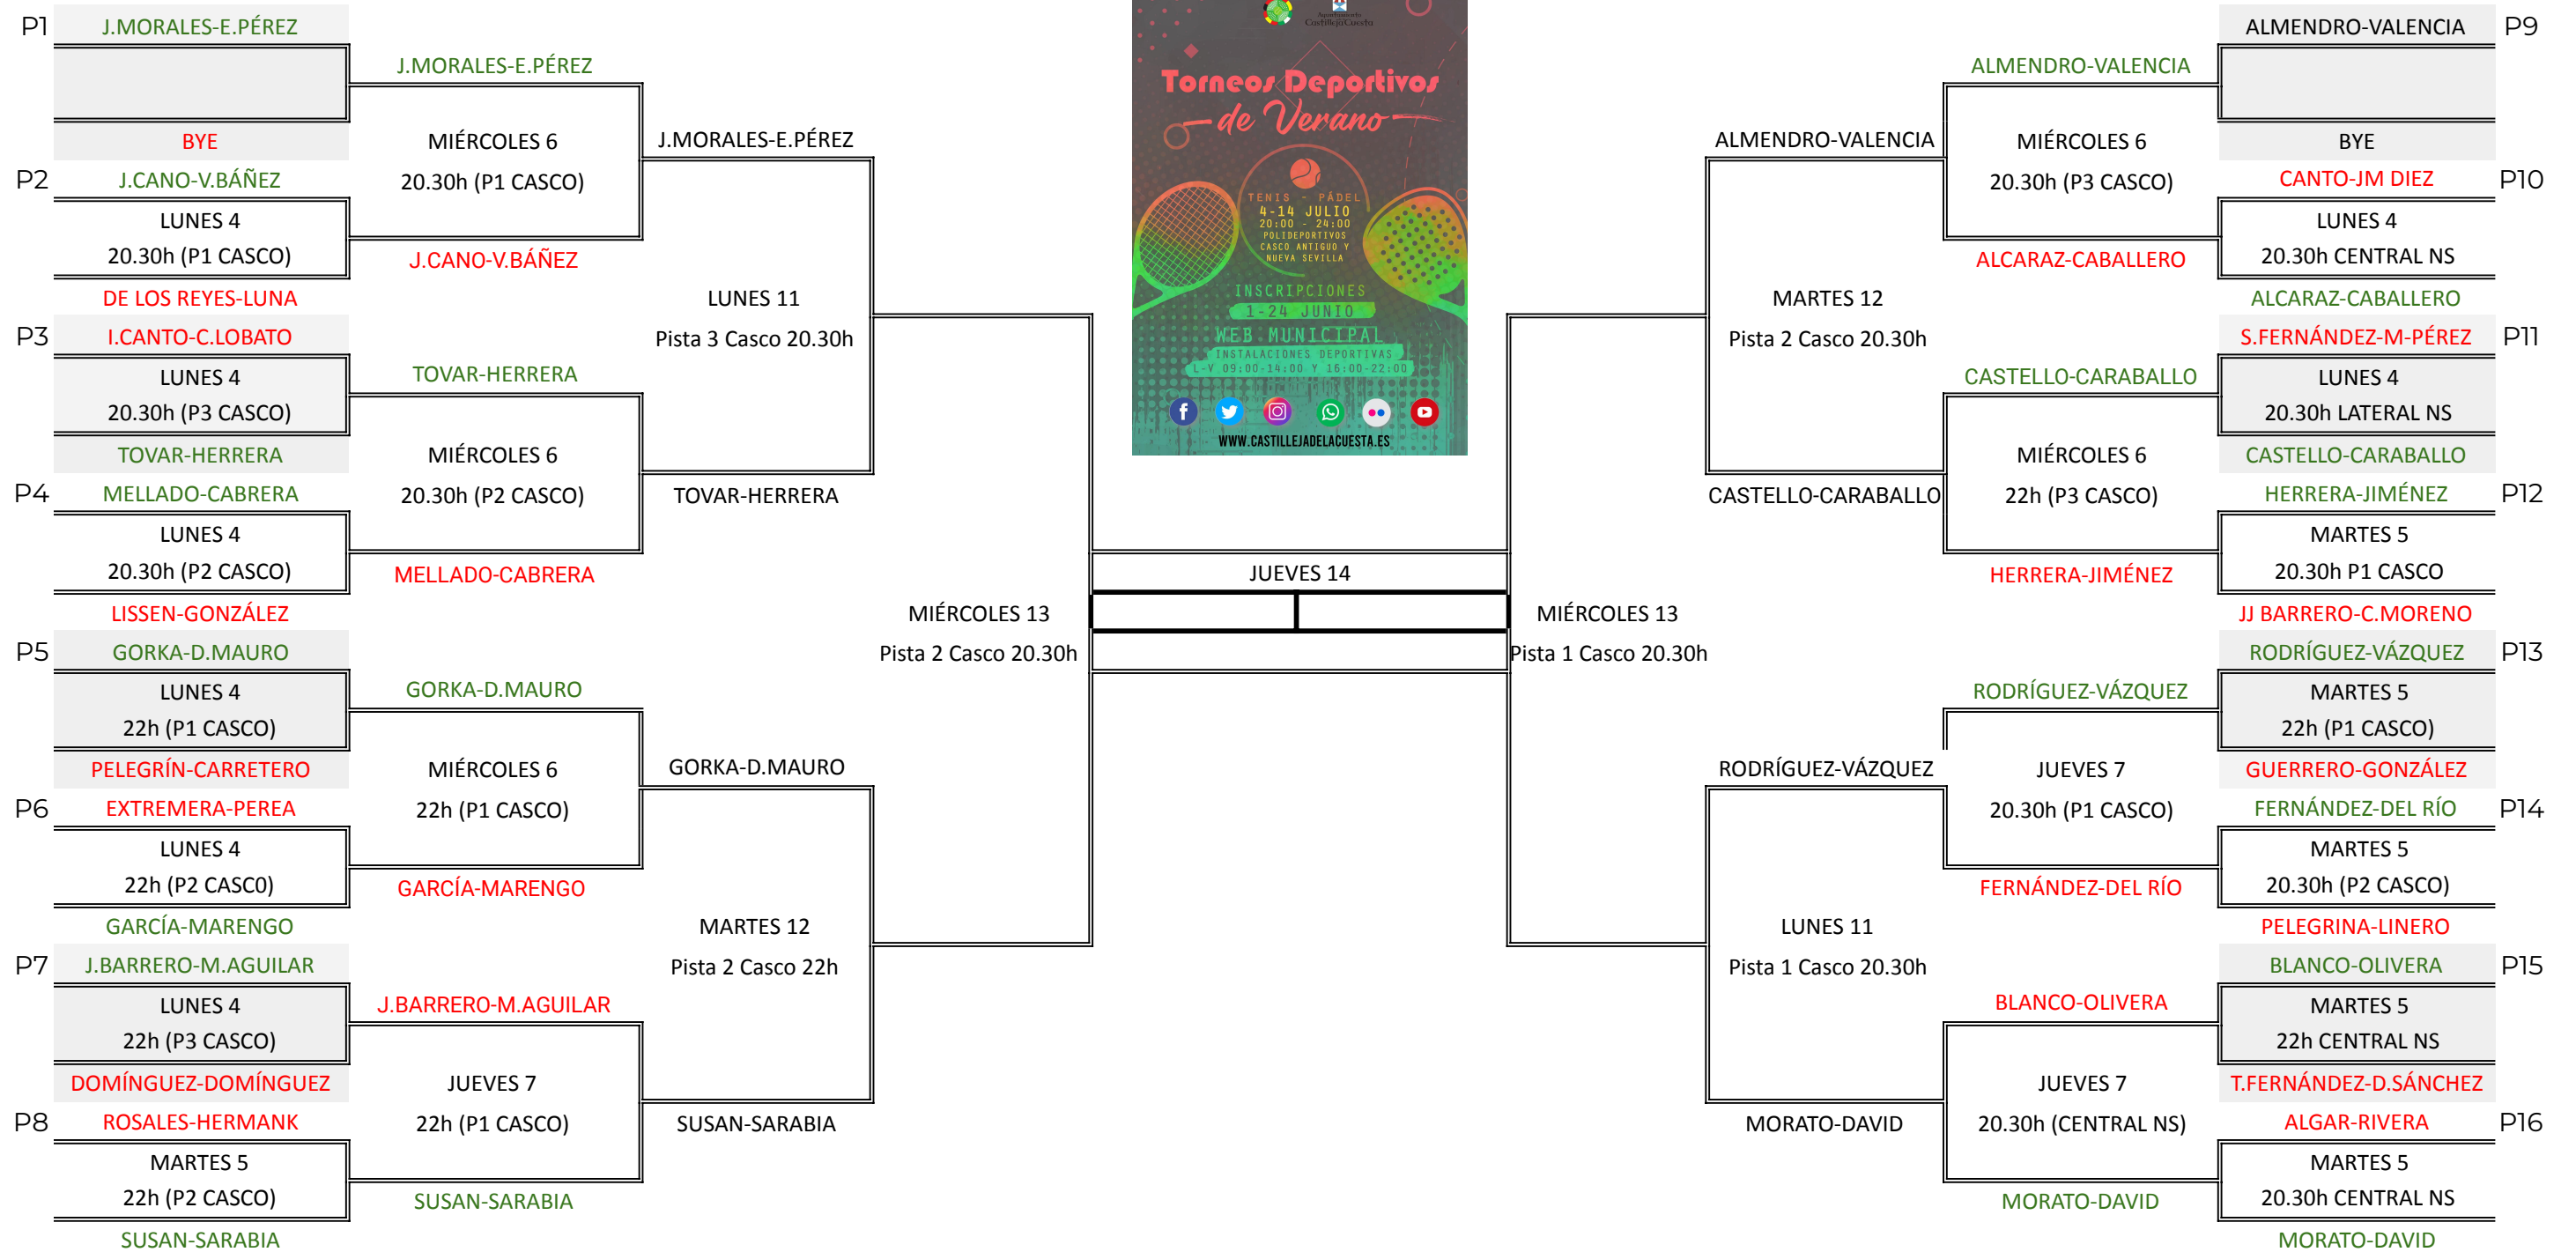 P1
J.MORALES-E.PÉREZ
BYE
P2
J.CANO-V.BÁÑEZ
LUNES 4
20.30h (P1 CASCO)
DE LOS REYES-LUNA
P3
I.CANTO-C.LOBATO
LUNES 4
20.30h (P3 CASCO)
TOVAR-HERRERA
P4
MELLADO-CABRERA
LUNES 4
20.30h (P2 CASCO)
LISSEN-GONZÁLEZ
P5
GORKA-D.MAURO
LUNES 4
22h (P1 CASCO)
PELEGRÍN-CARRETERO
P6
EXTREMERA-PEREA
LUNES 4
22h (P2 CASC0)
GARCÍA-MARENGO
P7
J.BARRERO-M.AGUILAR
LUNES 4
22h (P3 CASCO)
DOMÍNGUEZ-DOMÍNGUEZ
P8
ROSALES-HERMANK
MARTES 5
22h (P2 CASCO)
SUSAN-SARABIA
J.MORALES-E.PÉREZ
MIÉRCOLES 6
20.30h (P1 CASCO)
J.CANO-V.BÁÑEZ
TOVAR-HERRERA
MIÉRCOLES 6
20.30h (P2 CASCO)
MELLADO-CABRERA
GORKA-D.MAURO
MIÉRCOLES 6
22h (P1 CASCO)
GARCÍA-MARENGO
J.BARRERO-M.AGUILAR
JUEVES 7
22h (P1 CASCO)
SUSAN-SARABIA
J.MORALES-E.PÉREZ
LUNES 11
Pista 3 Casco 20.30h
TOVAR-HERRERA
GORKA-D.MAURO
MARTES 12
Pista 2 Casco 22h
SUSAN-SARABIA
MIÉRCOLES 13
Pista 2 Casco 20.30h
Ayuntamiento
Castilleja/Cuesta
Torneos Deportivos
de Verano
TENIS - PÁDEL
4-14 JULIO
20:00 - 24:00
POLIDEPORTIVOS
CASCO ANTIGUO Y
NUEVA SEVILLA
INSCRIPCIONES
1-24 JUNIO
WEB MUNICIPAL
INSTALACIONES DEPORTIVAS
L-V 09:00-14:00 Y 16:00-22:00
WWW.CASTILLEJADELACUESTA.ES
JUEVES 14
MIÉRCOLES 13
Pista 1 Casco 20.30h
ALMENDRO-VALENCIA
MARTES 12
Pista 2 Casco 20.30h
CASTELLO-CARABALLO
RODRÍGUEZ-VÁZQUEZ
LUNES 11
Pista 1 Casco 20.30h
MORATO-DAVID
ALMENDRO-VALENCIA
MIÉRCOLES 6
20.30h (P3 CASCO)
ALCARAZ-CABALLERO
CASTELLO-CARABALLO
MIÉRCOLES 6
22h (P3 CASCO)
HERRERA-JIMÉNEZ
RODRÍGUEZ-VÁZQUEZ
JUEVES 7
20.30h (P1 CASCO)
FERNÁNDEZ-DEL RÍO
BLANCO-OLIVERA
JUEVES 7
20.30h (CENTRAL NS)
MORATO-DAVID
ALMENDRO-VALENCIA
P9
BYE
CANTO-JM DIEZ
P10
LUNES 4
20.30h CENTRAL NS
ALCARAZ-CABALLERO
S.FERNÁNDEZ-M-PÉREZ
P11
LUNES 4
20.30h LATERAL NS
CASTELLO-CARABALLO
HERRERA-JIMÉNEZ
P12
MARTES 5
20.30h P1 CASCO
JJ BARRERO-C.MORENO
RODRÍGUEZ-VÁZQUEZ
P13
MARTES 5
22h (P1 CASCO)
GUERRERO-GONZÁLEZ
FERNÁNDEZ-DEL RÍO
P14
MARTES 5
20.30h (P2 CASCO)
PELEGRINA-LINERO
BLANCO-OLIVERA
P15
MARTES 5
22h CENTRAL NS
T.FERNÁNDEZ-D.SÁNCHEZ
ALGAR-RIVERA
P16
MARTES 5
20.30h CENTRAL NS
MORATO-DAVID